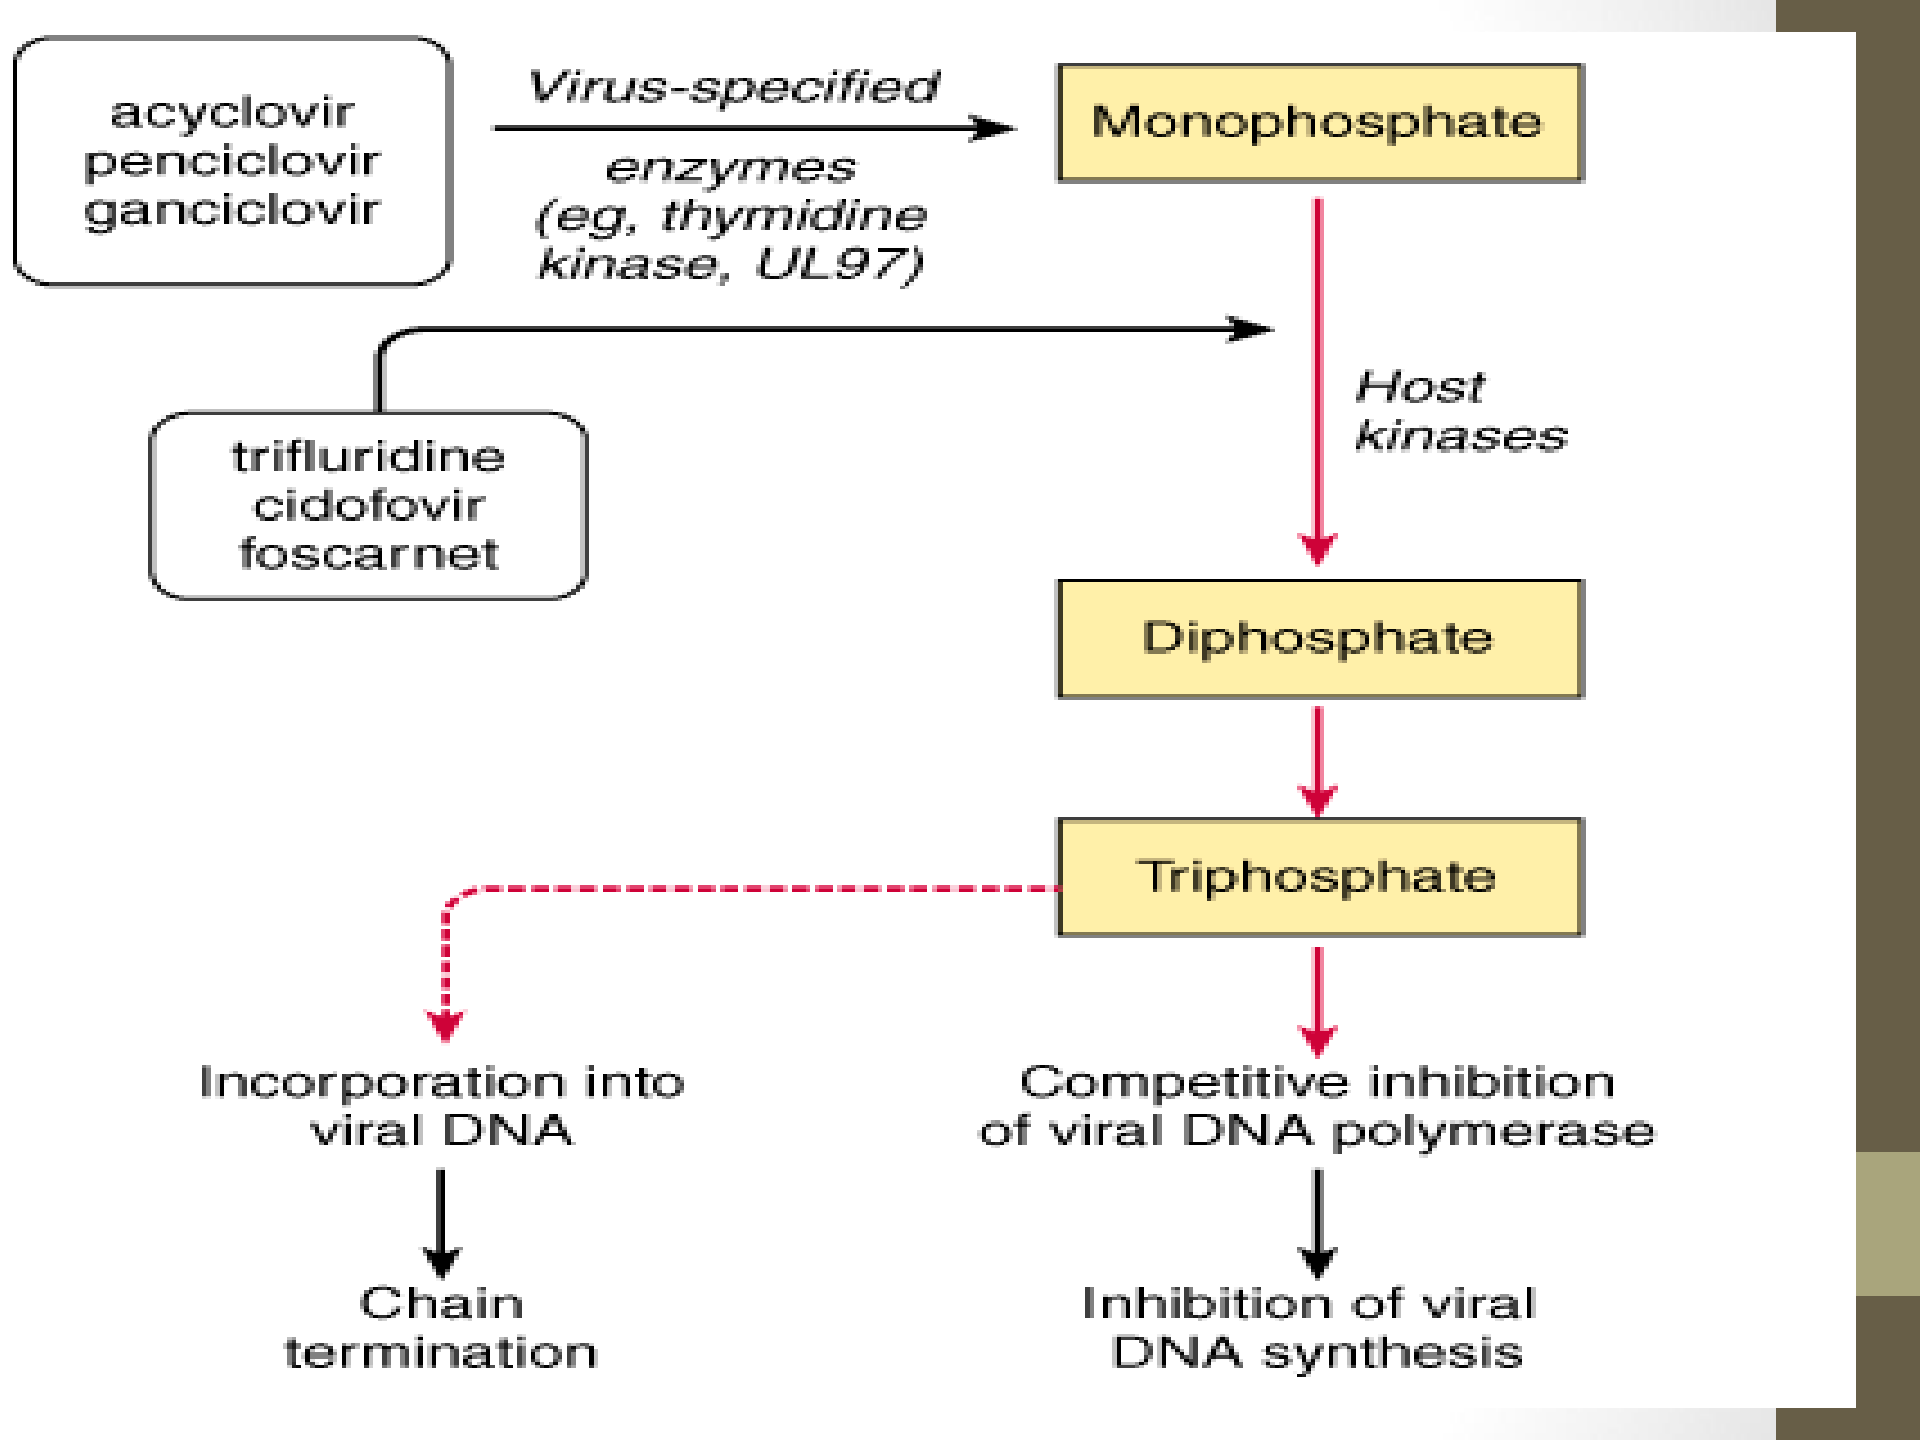 acyclovir
penciclovir
ganciclovir
Virus-specified
enzymes
(eg, thymidine
kinase, UL97)
Monophosphate
trifluridine
cidofovir
foscarnet
Host
kinases
Diphosphate
Triphosphate
Incorporation into
viral DNA
Competitive inhibition
of viral DNA polymerase
Chain
termination
Inhibition of viral
DNA synthesis